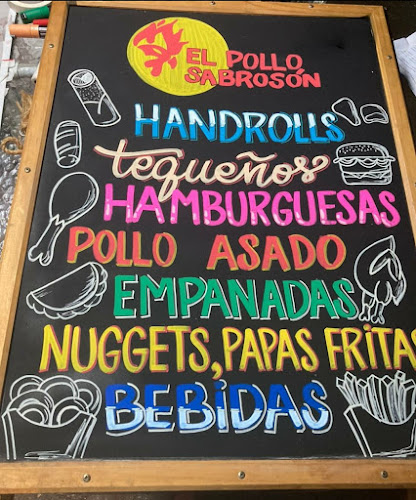 EL POLLO
SABROSÓN
HANDROLLS
tequeños
HAMBURGUESAS
POLLO ASADO
EMPANADAS
NUGGETS, PAPAS FRITAS
BEBIDAS